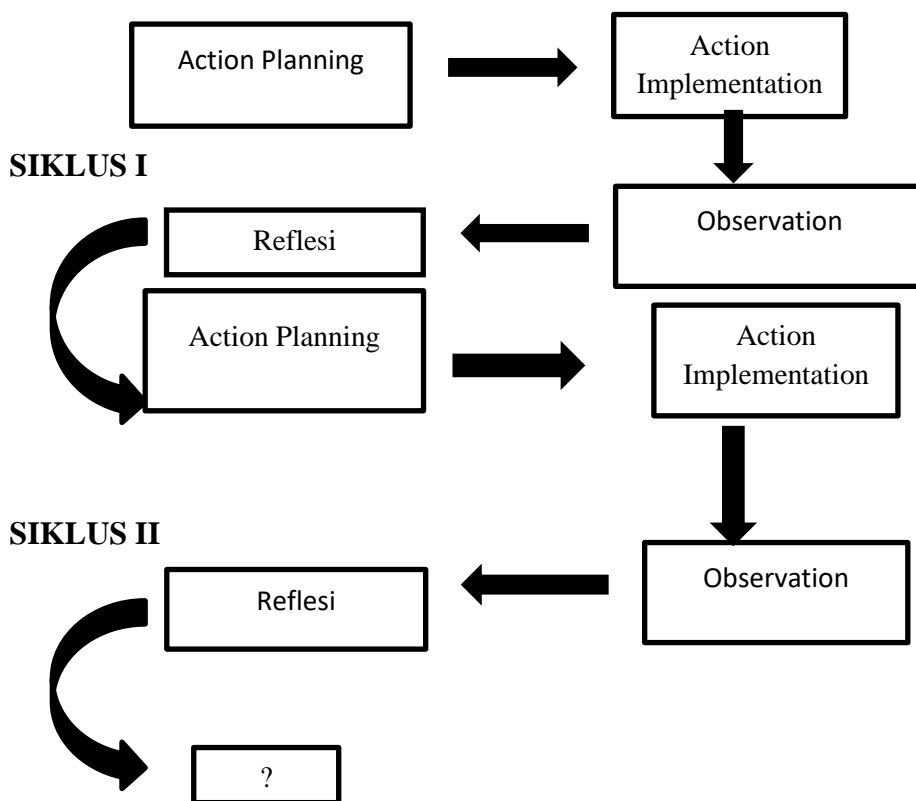 Action Planning
Action
Implementation
SIKLUS I
Observation
Reflesi
Action Planning
Action
Implementation
SIKLUS II
Observation
Reflesi
?